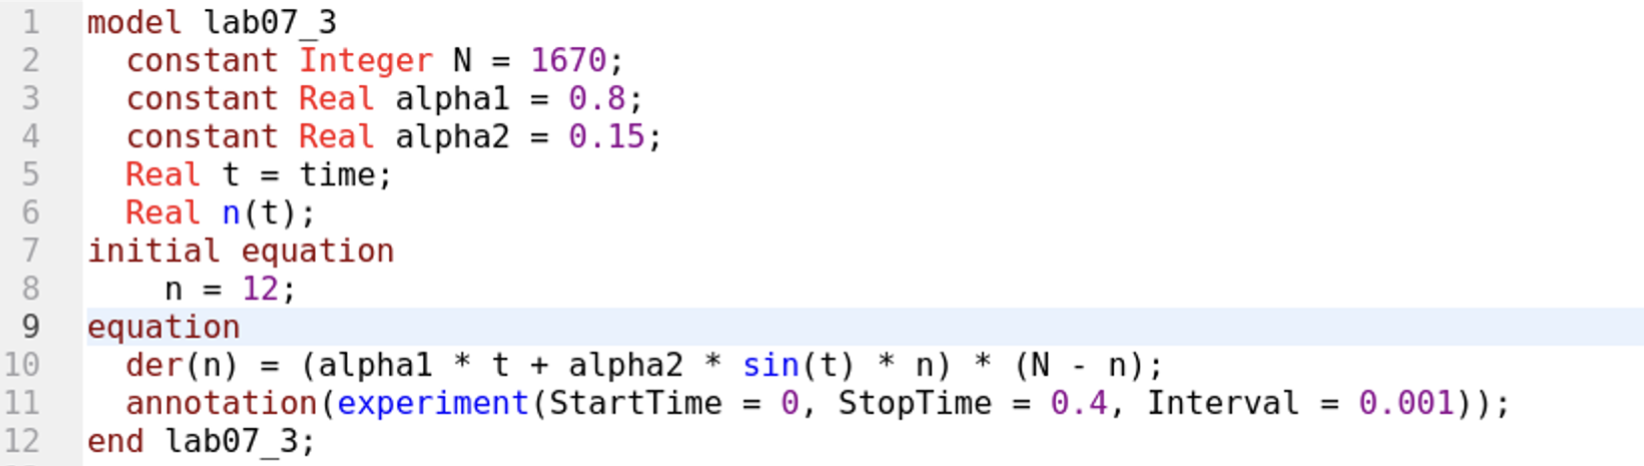 1 model lab07_3
2   constant Integer N = 1670;
3   constant Real alpha1 = 0.8;
4   constant Real alpha2 = 0.15;
5   Real t = time;
6   Real n(t);
7 initial equation
8     n = 12;
9 equation
10   der(n) = (alpha1 * t + alpha2 * sin(t) * n) * (N - n);
11   annotation(experiment(StartTime = 0, StopTime = 0.4, Interval = 0.001));
12 end lab07_3;